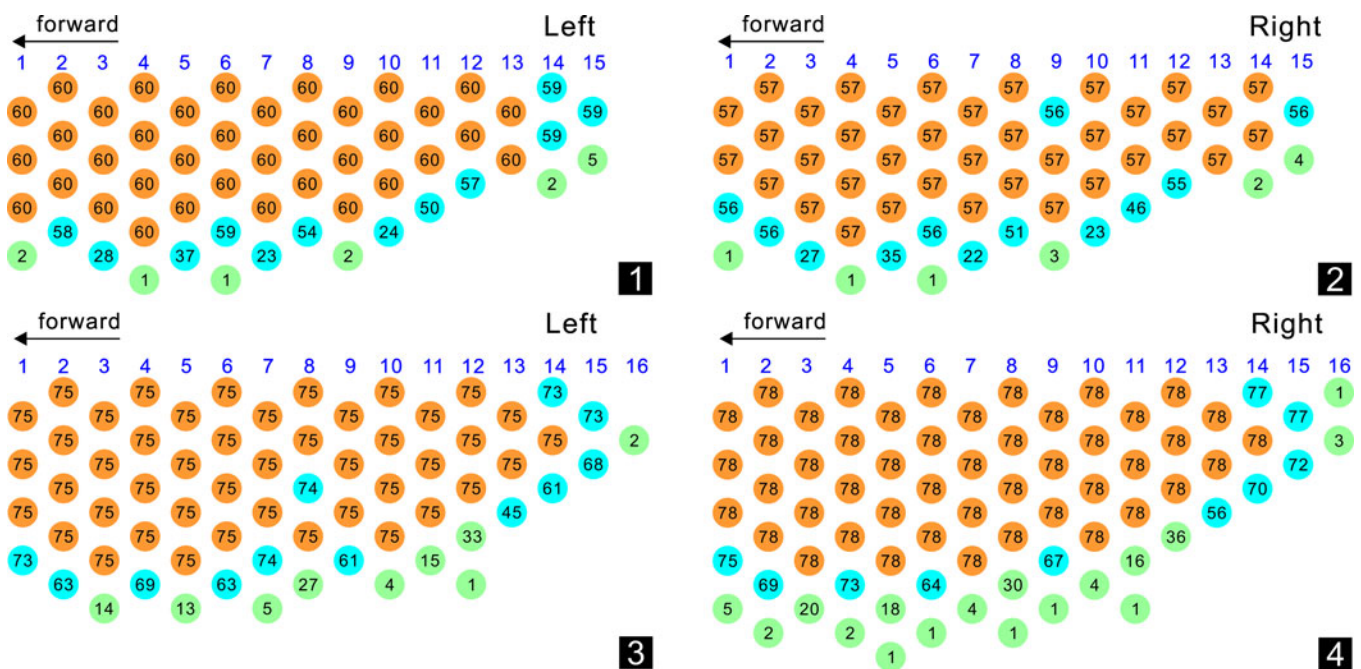 forward Left
1 2 3 4 5 6 7 8 9 10 11 12 13 14 15
60 60 60 60 60 60 59
60 60 60 60 60 60 60 59
60 60 60 60 60 60 59
60 60 60 60 60 60 60 5
60 60 60 60 60 57 2
60 60 60 60 60 50
58 60 59 54 24
2 28 37 23 2
1 1
1
forward Right
1 2 3 4 5 6 7 8 9 10 11 12 13 14 15
57 57 57 57 57 57 57
57 57 57 57 56 57 57 56
57 57 57 57 57 57 57
57 57 57 57 57 57 57 4
57 57 57 57 57 55 2
56 57 57 57 57 46
56 57 56 51 23
1 27 35 22 3
1 1
2
forward Left
1 2 3 4 5 6 7 8 9 10 11 12 13 14 15 16
75 75 75 75 75 75 73
75 75 75 75 75 75 75 73
75 75 75 75 75 75 75 2
75 75 75 75 75 75 75 68
75 75 75 74 75 75 61
75 75 75 75 75 75 45
75 75 75 75 75 33
73 75 75 74 61 15
63 69 63 27 4 1
14 13 5
3
forward Right
1 2 3 4 5 6 7 8 9 10 11 12 13 14 15 16
78 78 78 78 78 78 77 1
78 78 78 78 78 78 78 77
78 78 78 78 78 78 78 3
78 78 78 78 78 78 78 72
78 78 78 78 78 78 70
78 78 78 78 78 78 56
78 78 78 78 78 36
75 78 78 78 67 16
69 73 64 30 4
5 20 18 4 1 1
2 2 1 1
1
4